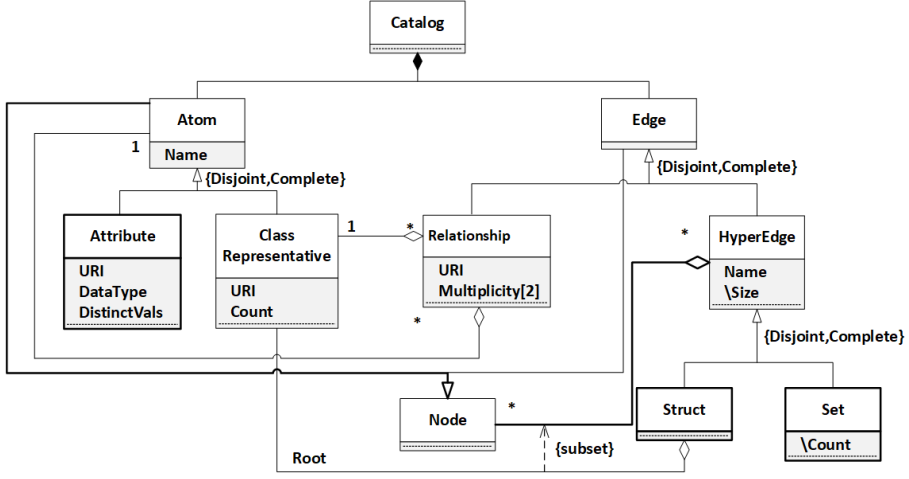 Catalog
Atom
Edge
1
Name
{Disjoint,Complete}
{Disjoint,Complete}
Attribute
Class
Representative
1
*
Relationship
*
HyperEdge
URI
DataType
DistinctVals
URI
Count
URI
Multiplicity[2]
Name
\Size
*
{Disjoint,Complete}
Node
*
Struct
Set
\Count
{subset}
Root